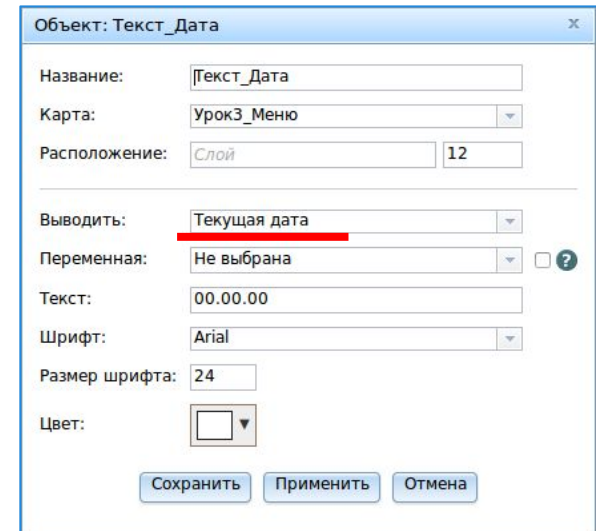 Объект: Текст_Дата x
Название: Текст_Дата
Карта: Урок3_Меню
Расположение: Слой 12
Выводить: Текущая дата
Переменная: Не выбрана ?
Текст: 00.00.00
Шрифт: Arial
Размер шрифта: 24
Цвет:
Сохранить Применить Отмена